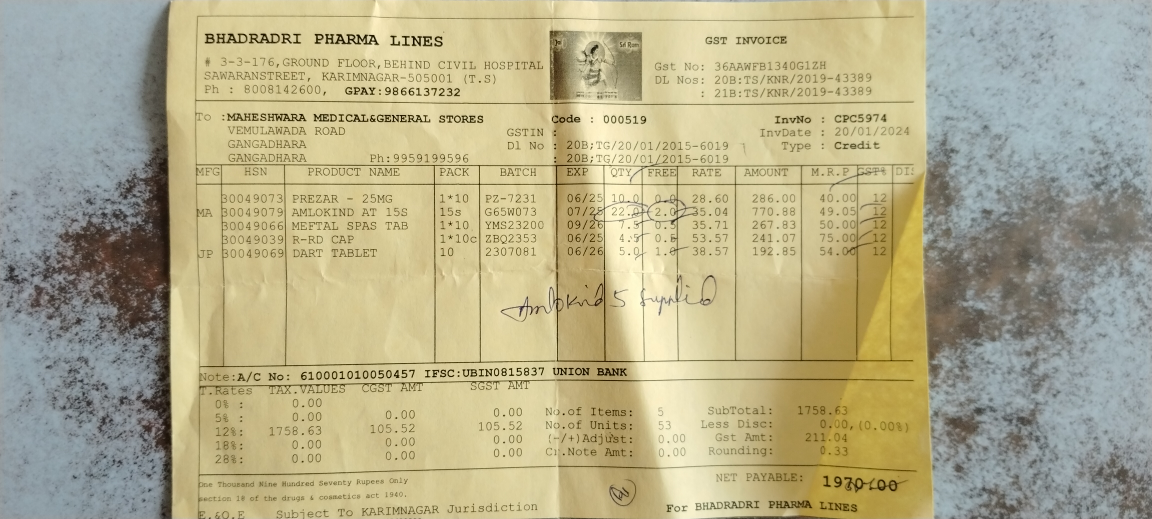 BHADRADRI PHARMA LINES
GST INVOICE
# 3-3-176,GROUND FLOOR,BEHIND CIVIL HOSPITAL
SAWARANSTREET, KARIMNAGAR-505001 (T.S)
Ph : 8008142600, GPAY:9866137232
Sri Ram
Gst No: 36AAWFB1340G1ZH
DL Nos: 20B:TS/KNR/2019-43389
: 21B:TS/KNR/2019-43389
To :MAHESHWARA MEDICAL&GENERAL STORES Code : 000519 InvNo : CPC5974
VEMULAWADA ROAD GSTIN : InvDate : 20/01/2024
GANGADHARA Dl No : 20B;TG/20/01/2015-6019 Type : Credit
GANGADHARA Ph:9959199596 : 20B;TG/20/01/2015-6019
MFG HSN PRODUCT NAME PACK BATCH EXP QTY FREE RATE AMOUNT M.R.P GST% DIS
30049073 PREZAR - 25MG 1*10 PZ-7231 06/25 10.0 0.0 28.60 286.00 40.00 12
MA 30049079 AMLOKIND AT 15S 15s G65W073 07/25 22.0 2.0 35.04 770.88 49.05 12
30049066 MEFTAL SPAS TAB 1*10 YMS23200 09/26 7.5 0.5 35.71 267.83 50.00 12
30049039 R-RD CAP 1*10c ZBQ2353 06/25 4.5 0.5 53.57 241.07 75.00 12
JP 30049069 DART TABLET 10 2307081 06/26 5.0 1.0 38.57 192.85 54.00 12
Amlokind 5 Supplied
Note:A/C No: 610001010050457 IFSC:UBIN0815837 UNION BANK
T.Rates TAX.VALUES CGST AMT SGST AMT
0% : 0.00
5% : 0.00 0.00 0.00
12%: 1758.63 105.52 105.52
18%: 0.00 0.00 0.00
28%: 0.00 0.00 0.00
No.of Items: 5 SubTotal: 1758.63
No.of Units: 53 Less Disc: 0.00,(0.00%)
(-/+)Adjust: 0.00 Gst Amt: 211.04
Cr.Note Amt: 0.00 Rounding: 0.33
NET PAYABLE: 1970.00
One Thousand Nine Hundred Seventy Rupees Only
section 18 of the drugs & cosmetics act 1940.
E.&O.E Subject To KARIMNAGAR Jurisdiction For BHADRADRI PHARMA LINES